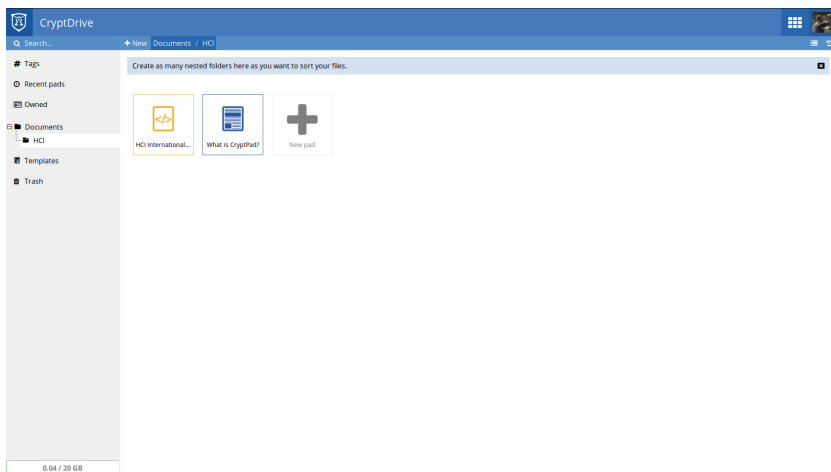 CryptDrive
Search...
New Documents / HCI
Tags
Recent pads
Owned
Documents
HCI
Templates
Trash
0.04 / 20 GB
Create as many nested folders here as you want to sort your files.
HCI International...
What is CryptPad?
New pad